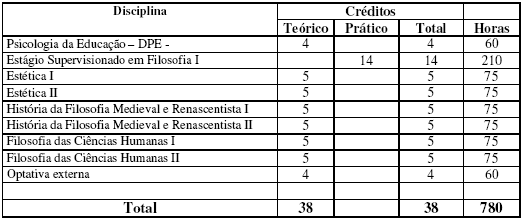 Disciplina Créditos
Teórico Prático Total Horas
Psicologia da Educação – DPE - 4 4 60
Estágio Supervisionado em Filosofia I 14 14 210
Estética I 5 5 75
Estética II 5 5 75
História da Filosofia Medieval e Renascentista I 5 5 75
História da Filosofia Medieval e Renascentista II 5 5 75
Filosofia das Ciências Humanas I 5 5 75
Filosofia das Ciências Humanas II 5 5 75
Optativa externa 4 4 60
Total 38 38 780